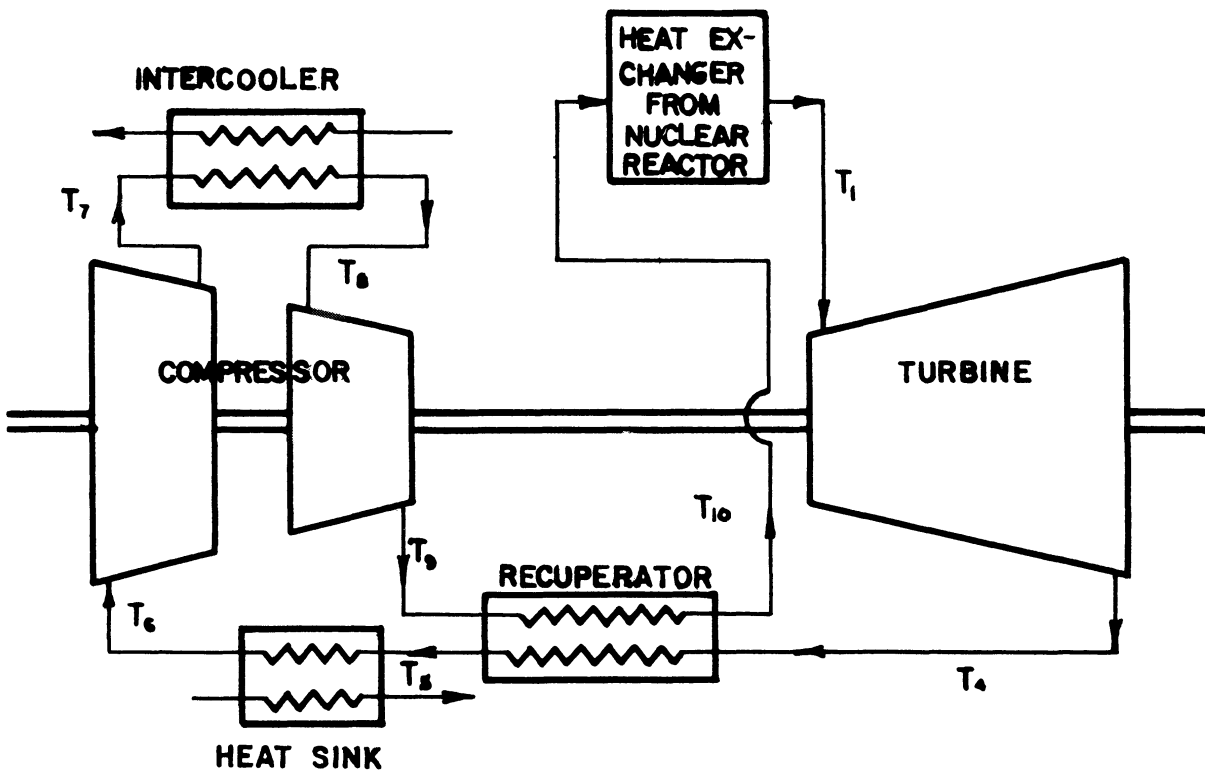 HEAT EX-
CHANGER
FROM
NUCLEAR
REACTOR
INTERCOOLER
T₇
T₁
T₈
COMPRESSOR
TURBINE
T₁₀
T₉
RECUPERATOR
T₆
T₅
T₄
HEAT SINK